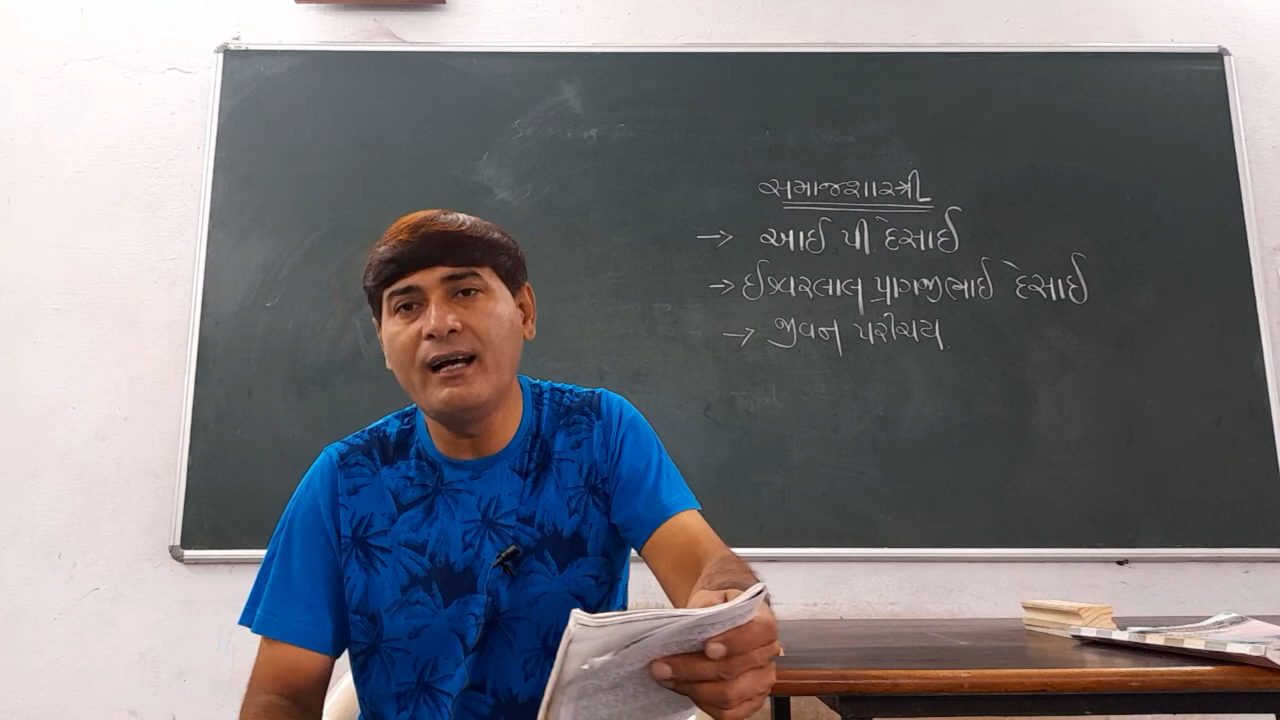 સમાજશાસ્ત્રી
→ આઈ. પી. દેસાઈ
→ ઈશ્વરલાલ પ્રાગજીભાઈ દેસાઈ
→ જીવન પરીચય.